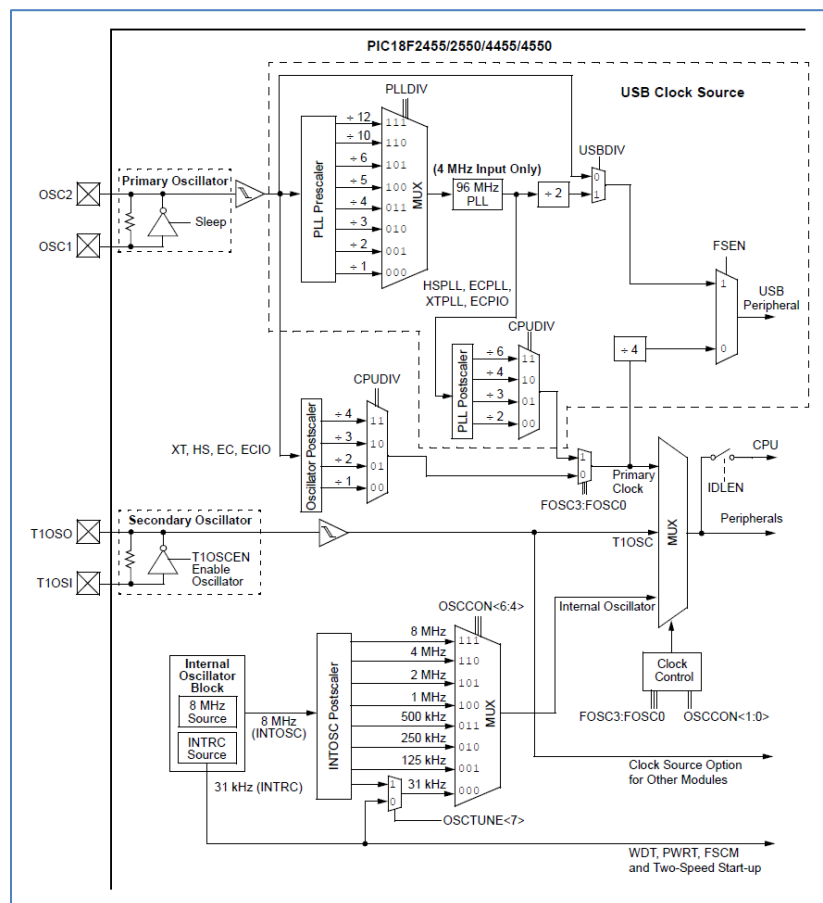 PIC18F2455/2550/4455/4550
USB Clock Source
PLLDIV
PLL Prescaler
÷ 12
÷ 10
÷ 6
÷ 5
÷ 4
÷ 3
÷ 2
÷ 1
111
110
101
100
011
010
001
000
MUX
(4 MHz Input Only)
96 MHz
PLL
÷ 2
USBDIV
0
1
Primary Oscillator
OSC2
OSC1
Sleep
HSPLL, ECPLL,
XTPLL, ECPIO
FSEN
1
0
USB
Peripheral
÷ 4
CPUDIV
PLL Postscaler
÷ 6
÷ 4
÷ 3
÷ 2
11
10
01
00
CPUDIV
XT, HS, EC, ECIO
Oscillator Postscaler
÷ 4
÷ 3
÷ 2
÷ 1
11
10
01
00
1
0
FOSC3:FOSC0
Primary
Clock
CPU
IDLEN
Peripherals
MUX
Secondary Oscillator
T1OSO
T1OSI
T1OSCEN
Enable
Oscillator
T1OSC
Internal Oscillator
OSCCON<6:4>
Internal
Oscillator
Block
8 MHz
Source
INTRC
Source
8 MHz
(INTOSC)
31 kHz (INTRC)
INTOSC Postscaler
8 MHz
4 MHz
2 MHz
1 MHz
500 kHz
250 kHz
125 kHz
31 kHz
111
110
101
100
011
010
001
000
MUX
1
0
OSCTUNE<7>
Clock
Control
FOSC3:FOSC0
OSCCON<1:0>
Clock Source Option
for Other Modules
WDT, PWRT, FSCM
and Two-Speed Start-up